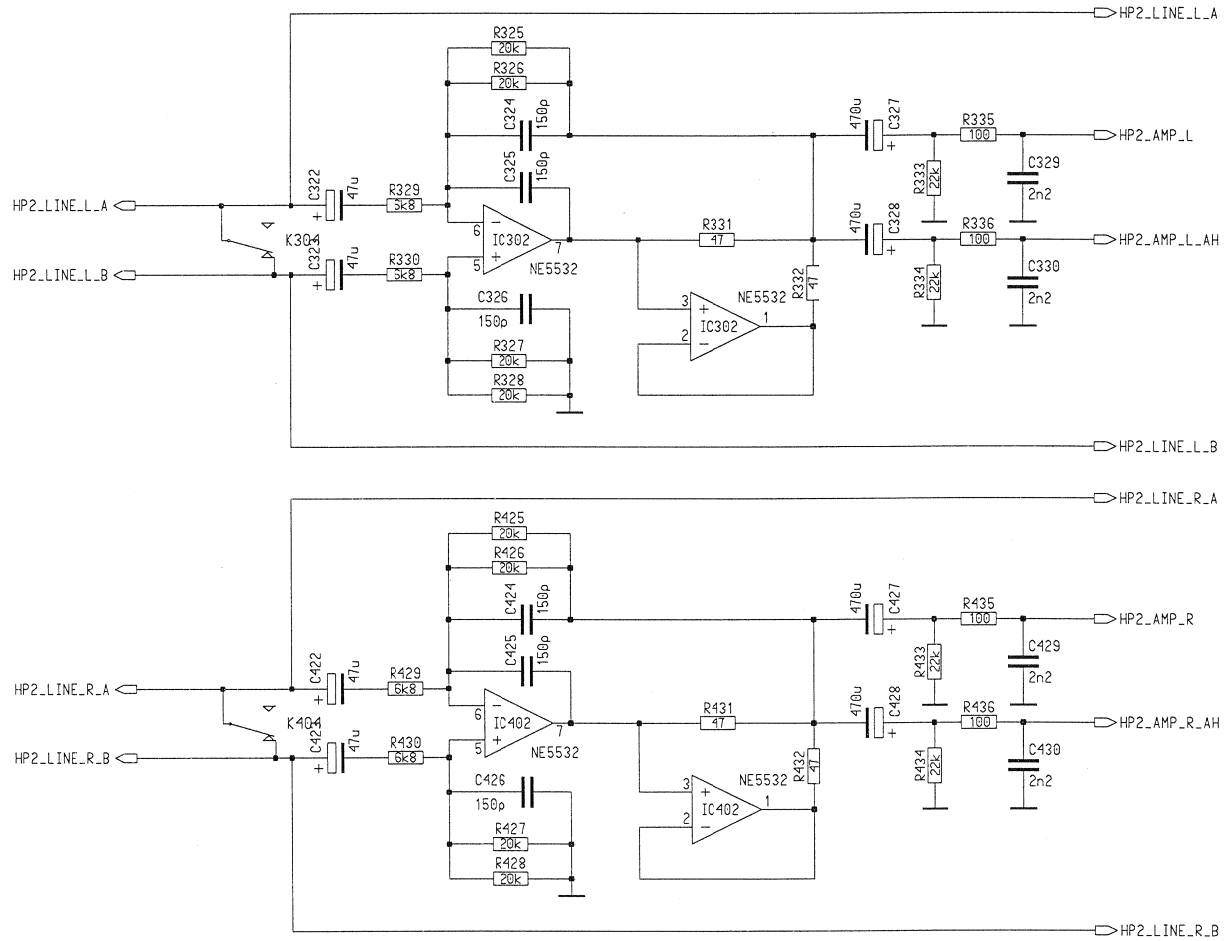 HP2_LINE_L_A
R325
20k
R326
20k
C324
150p
C325
150p
470u
C327
R335
100
HP2_AMP_L
R333
22k
C329
2n2
HP2_LINE_L_A
C322
47u
+
R329
6k8
6
−
IC302
7
+
5
NE5532
R331
47
470u
C328
+
+
R336
100
HP2_AMP_L_AH
K304
HP2_LINE_L_B
C323
47u
+
R330
6k8
R332
47
R334
22k
C330
2n2
C326
150p
3
+
IC302
2
−
1
NE5532
R327
20k
R328
20k
HP2_LINE_L_B
HP2_LINE_R_A
R425
20k
R426
20k
C424
150p
C425
150p
470u
C427
+
R435
100
HP2_AMP_R
R433
22k
C429
2n2
HP2_LINE_R_A
C422
47u
+
R429
6k8
6
−
IC402
7
+
5
NE5532
R431
47
470u
C428
+
R436
100
HP2_AMP_R_AH
K404
HP2_LINE_R_B
C423
47u
+
R430
6k8
R432
47
R434
22k
C430
2n2
C426
150p
3
+
IC402
2
−
1
NE5532
R427
20k
R428
20k
HP2_LINE_R_B